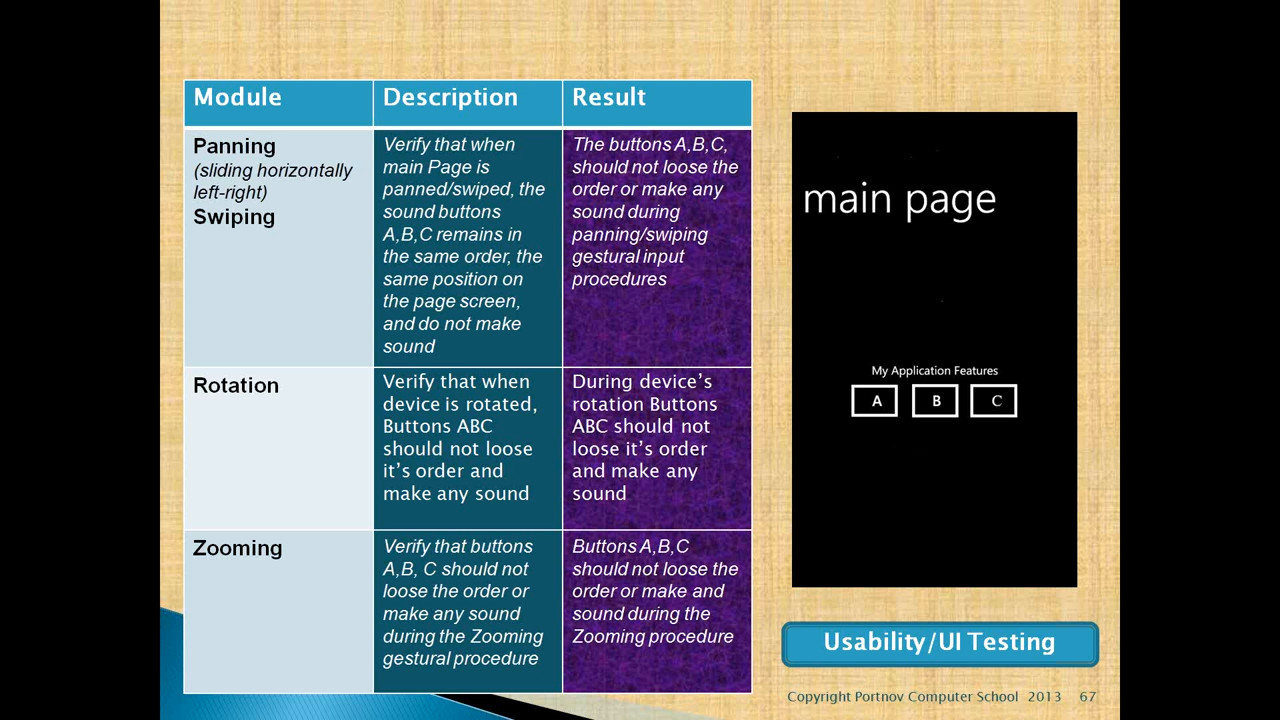 Module
Description
Result
Panning
(sliding horizontally
left-right)
Swiping
Verify that when
main Page is
panned/swiped, the
sound buttons
A,B,C remains in
the same order, the
same position on
the page screen,
and do not make
sound
The buttons A,B,C,
should not loose the
order or make any
sound during
panning/swiping
gestural input
procedures
Rotation
Verify that when
device is rotated,
Buttons ABC
should not loose
it's order and
make any sound
During device's
rotation Buttons
ABC should not
loose it's order
and make any
sound
Zooming
Verify that buttons
A,B, C should not
loose the order or
make any sound
during the Zooming
gestural procedure
Buttons A,B,C
should not loose the
order or make and
sound during the
Zooming procedure
main page
My Application Features
A B C
Usability/UI Testing
Copyright Portnov Computer School 2013 67